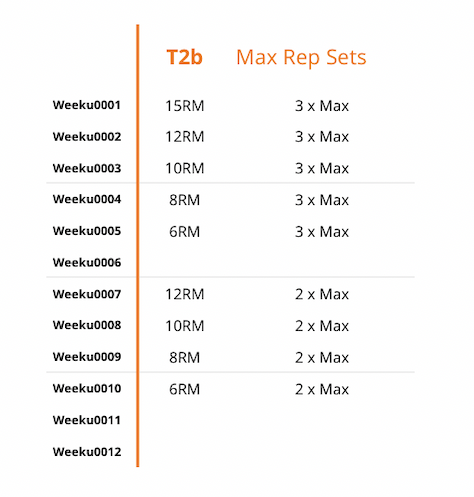 T2b Max Rep Sets
Weeku0001 15RM 3 x Max
Weeku0002 12RM 3 x Max
Weeku0003 10RM 3 x Max
Weeku0004 8RM 3 x Max
Weeku0005 6RM 3 x Max
Weeku0006
Weeku0007 12RM 2 x Max
Weeku0008 10RM 2 x Max
Weeku0009 8RM 2 x Max
Weeku0010 6RM 2 x Max
Weeku0011
Weeku0012